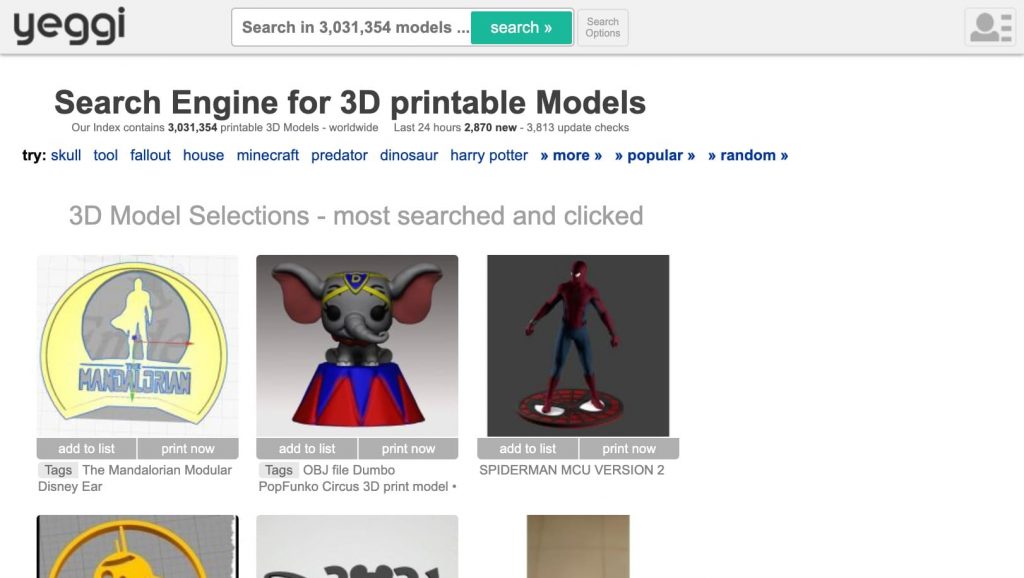 yeggi
Search in 3,031,354 models ...
search »
Search
Options
Search Engine for 3D printable Models
Our Index contains 3,031,354 printable 3D Models - worldwide Last 24 hours 2,870 new - 3,813 update checks
try: skull tool fallout house minecraft predator dinosaur harry potter » more » » popular » » random »
3D Model Selections - most searched and clicked
THE
MANDALORIAN
D
add to list print now
add to list print now
add to list print now
Tags The Mandalorian Modular
Disney Ear
Tags OBJ file Dumbo
PopFunko Circus 3D print model •
SPIDERMAN MCU VERSION 2